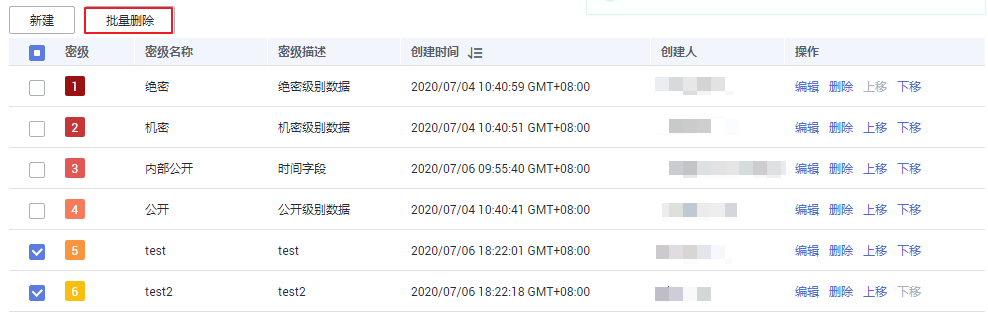 新建 批量删除
密级 密级名称 密级描述 创建时间 创建人 操作
1 绝密 绝密级别数据 2020/07/04 10:40:59 GMT+08:00 编辑 删除 上移 下移
2 机密 机密级别数据 2020/07/04 10:40:51 GMT+08:00 编辑 删除 上移 下移
3 内部公开 时间字段 2020/07/06 09:55:40 GMT+08:00 编辑 删除 上移 下移
4 公开 公开级别数据 2020/07/04 10:40:41 GMT+08:00 编辑 删除 上移 下移
5 test 描述 2020/07/06 18:22:01 GMT+08:00 编辑 删除 上移 下移
6 test2 test2 2020/07/06 18:22:18 GMT+08:00 编辑 删除 上移 下移